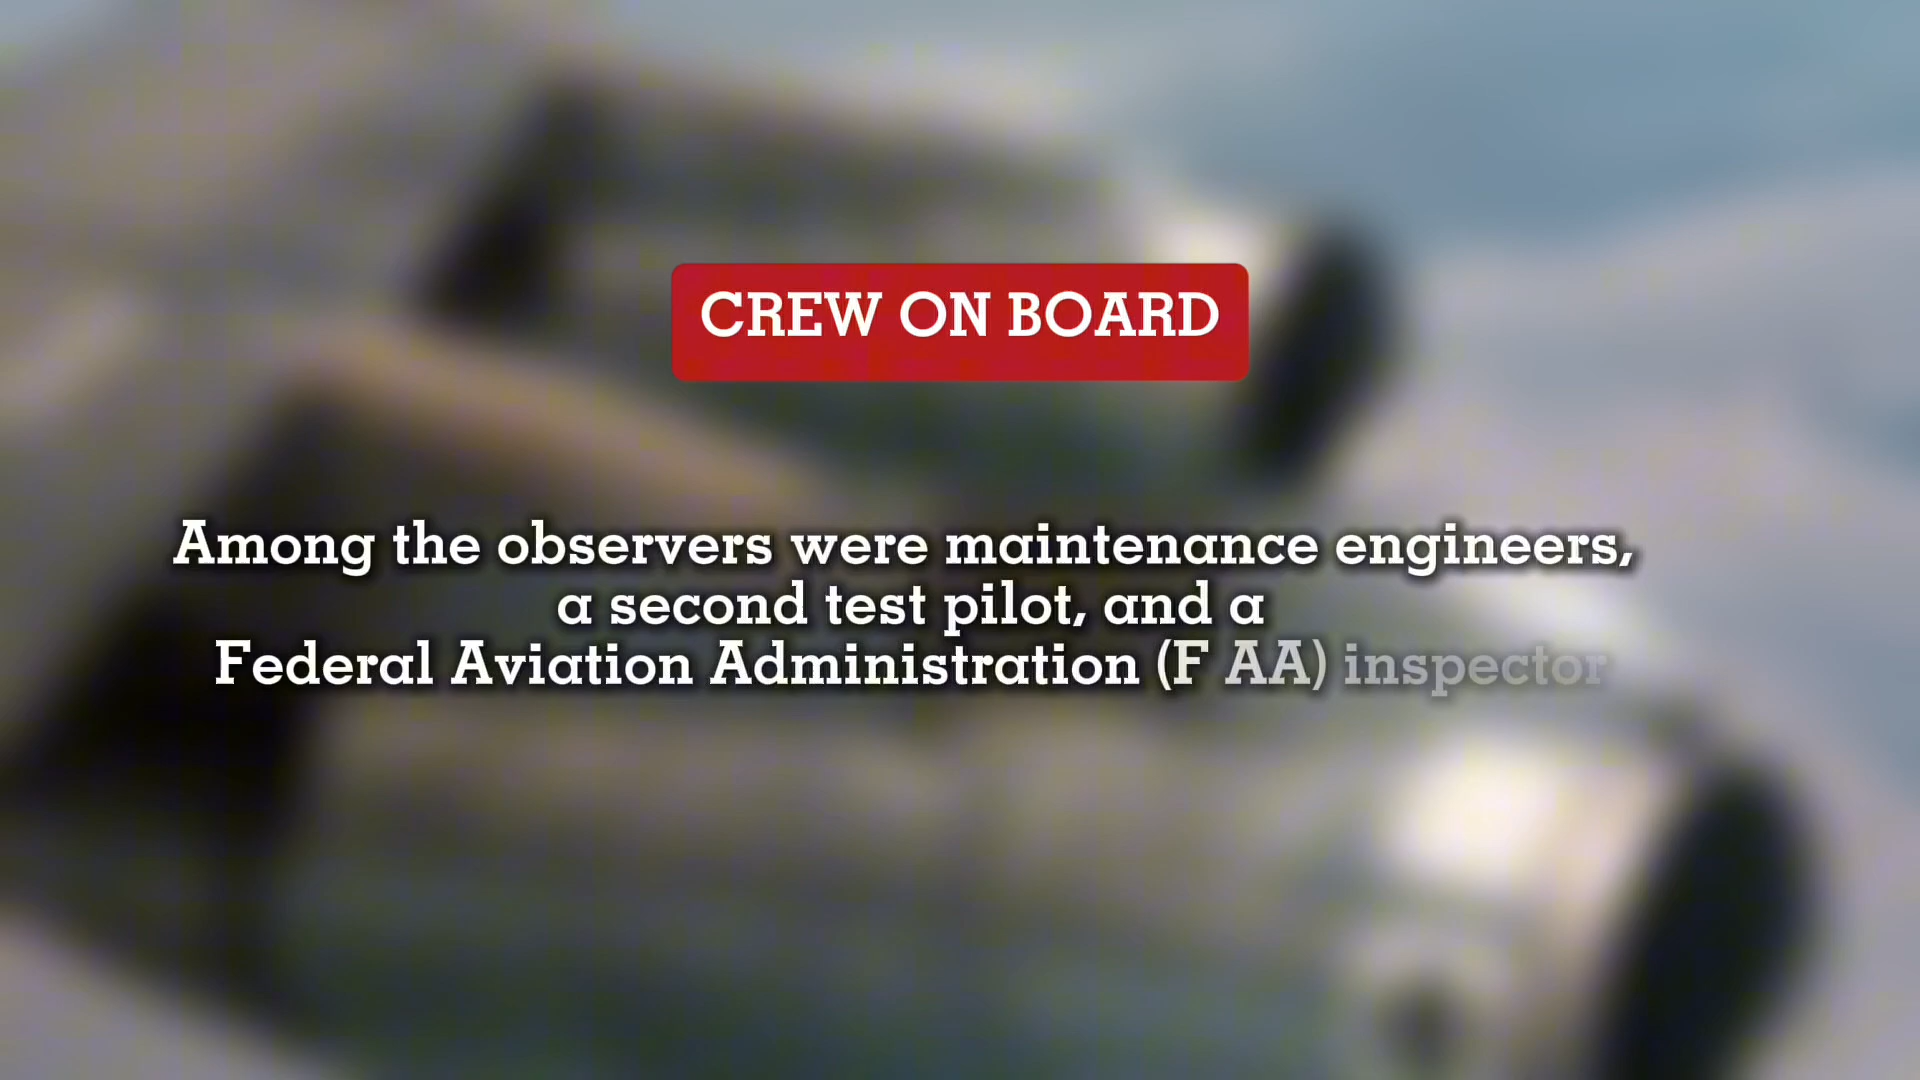 CREW ON BOARD
Among the observers were maintenance engineers,
a second test pilot, and a
Federal Aviation Administration (F AA) inspector